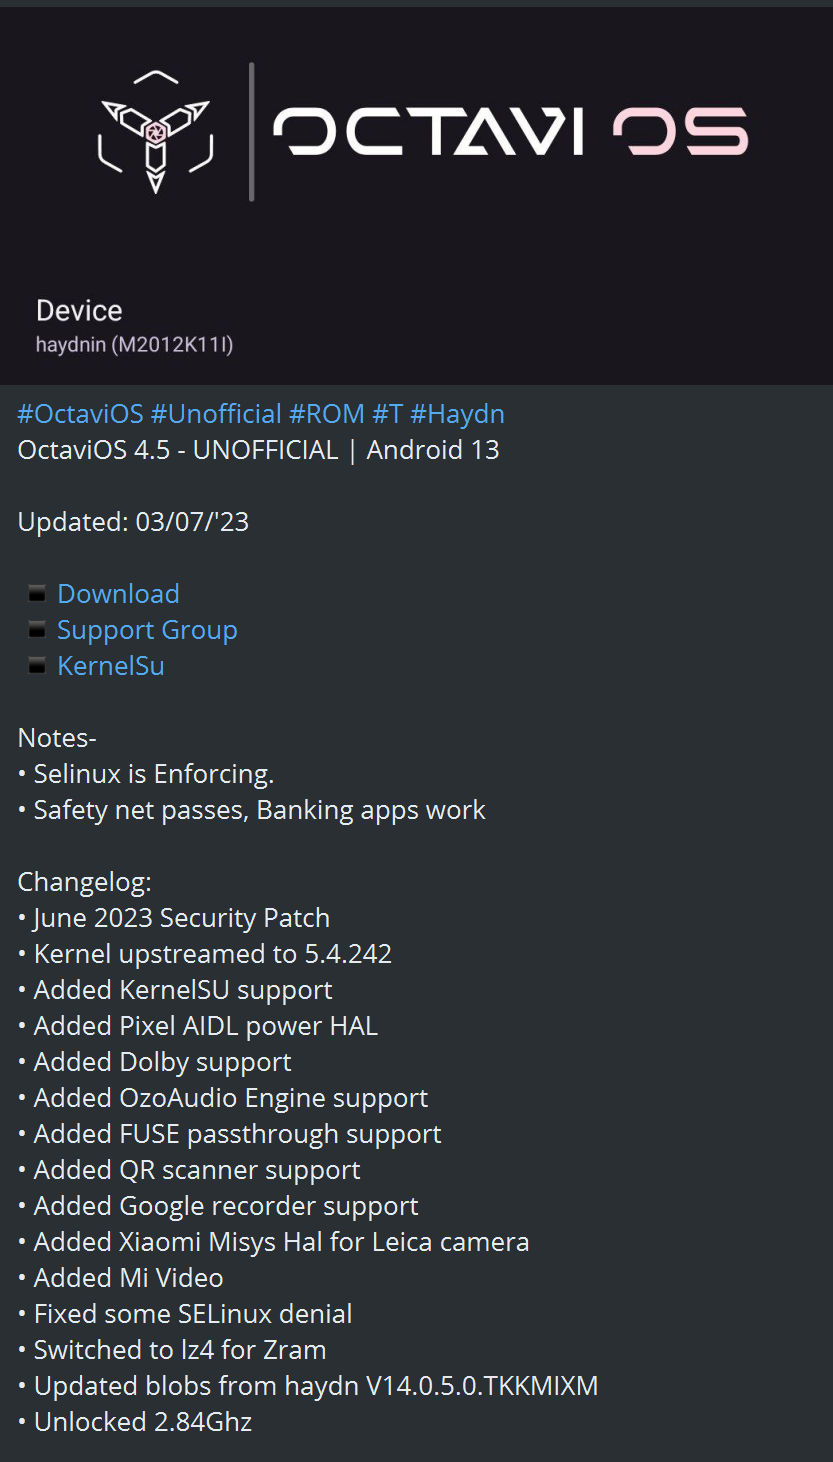 OCTAVI OS
Device
haydnin (M2012K11I)
#OctaviOS #Unofficial #ROM #T #Haydn
OctaviOS 4.5 - UNOFFICIAL | Android 13
Updated: 03/07/'23
◾ Download
◾ Support Group
◾ KernelSu
Notes-
• Selinux is Enforcing.
• Safety net passes, Banking apps work
Changelog:
• June 2023 Security Patch
• Kernel upstreamed to 5.4.242
• Added KernelSU support
• Added Pixel AIDL power HAL
• Added Dolby support
• Added OzoAudio Engine support
• Added FUSE passthrough support
• Added QR scanner support
• Added Google recorder support
• Added Xiaomi Misys Hal for Leica camera
• Added Mi Video
• Fixed some SELinux denial
• Switched to lz4 for Zram
• Updated blobs from haydn V14.0.5.0.TKKMIXM
• Unlocked 2.84Ghz